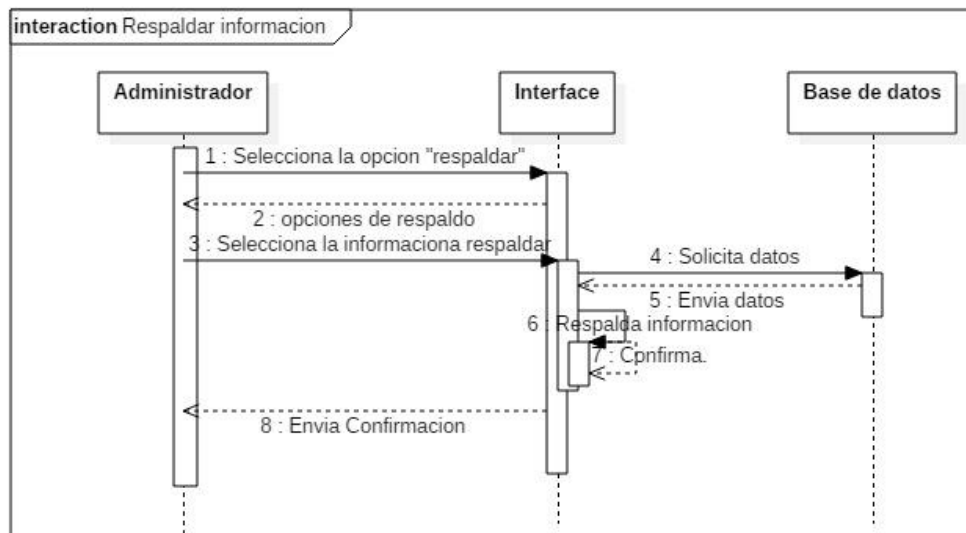 interaction Respaldar informacion
Administrador
Interface
Base de datos
1 : Selecciona la opcion "respaldar"
2 : opciones de respaldo
3 : Selecciona la informaciona respaldar
4 : Solicita datos
5 : Envia datos
6 : Respalda informacion
7 : Confirma.
8 : Envia Confirmacion